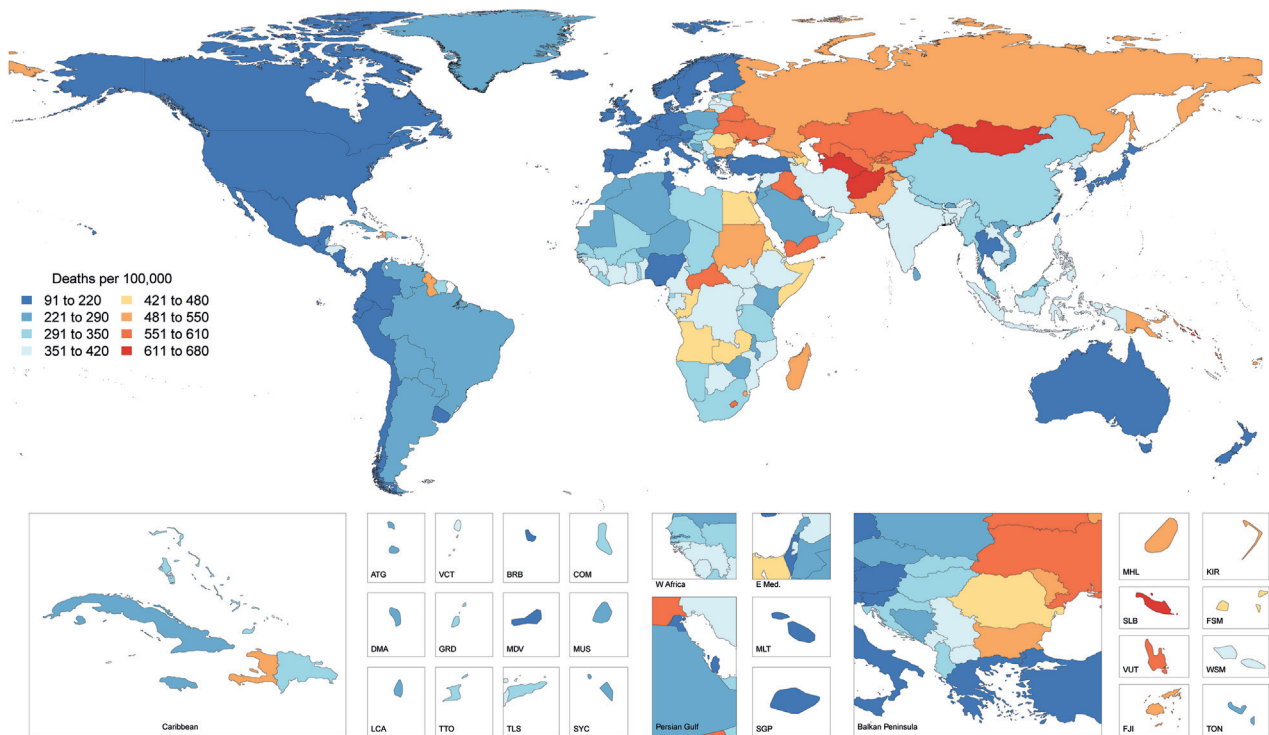 Deaths per 100,000
91 to 220 421 to 480
221 to 290 481 to 550
291 to 350 551 to 610
351 to 420 611 to 680
Caribbean
ATG VCT BRB COM
DMA GRD MDV MUS
LCA TTO TLS SYC
W Africa E Med.
Persian Gulf
MLT
SGP
Balkan Peninsula
MHL KIR
SLB FSM
VUT WSM
FJI TON